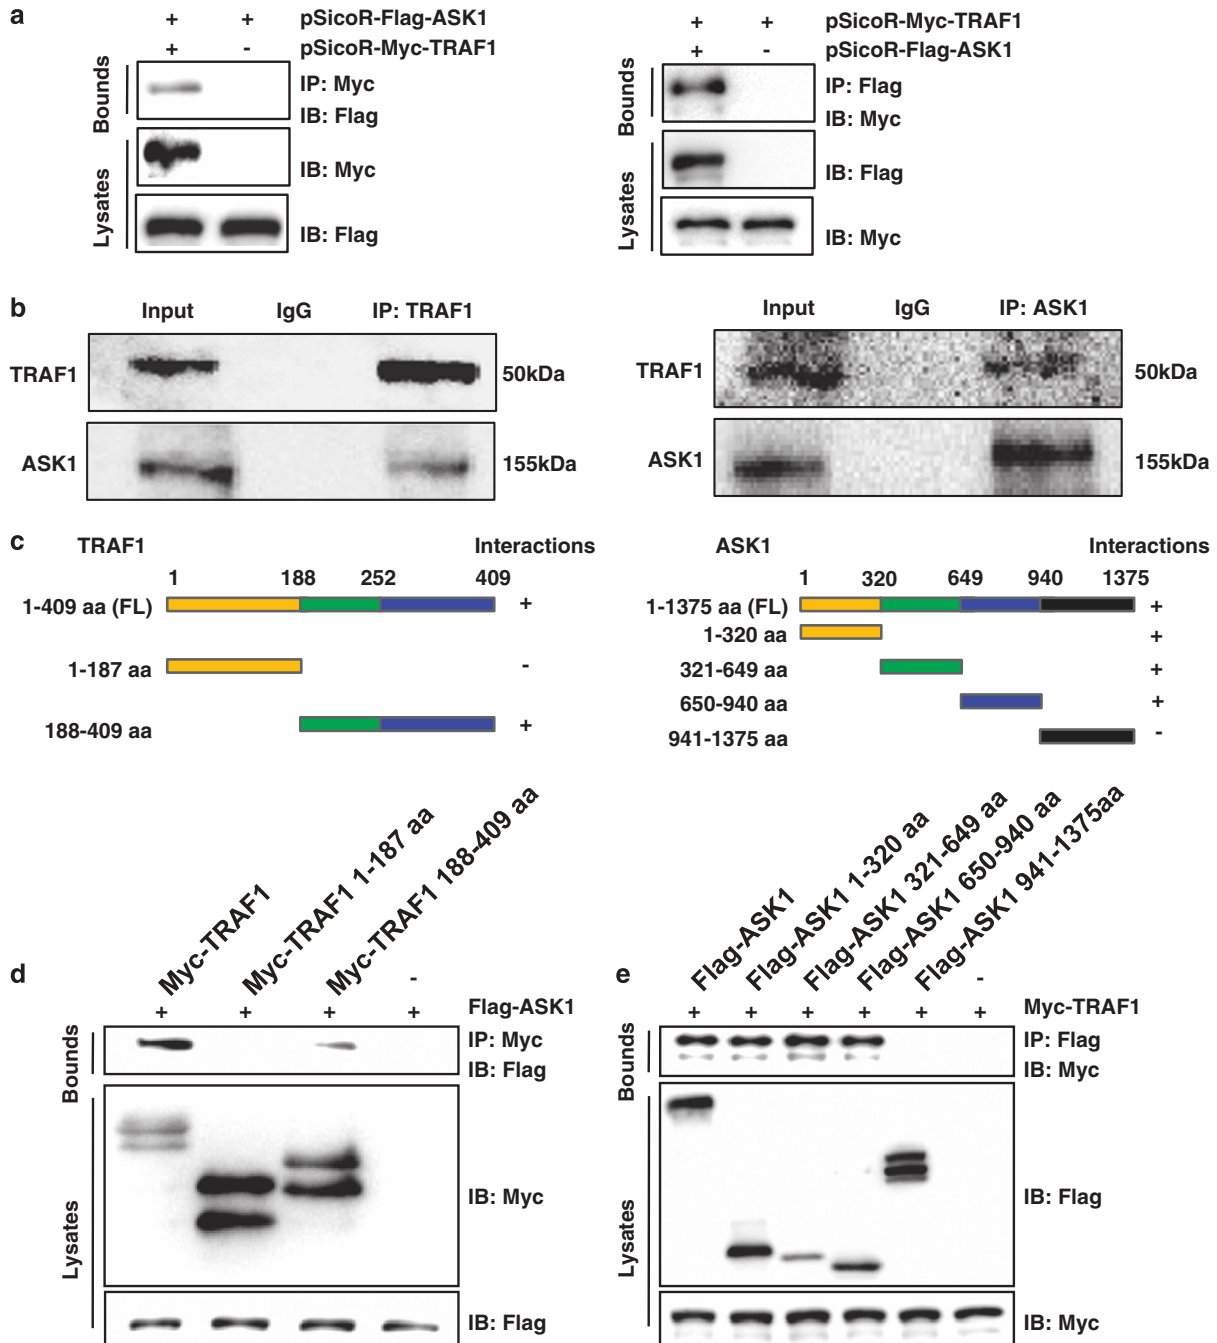 a
+ + pSicoR-Flag-ASK1
+ - pSicoR-Myc-TRAF1
Bounds
IP: Myc
IB: Flag
Lysates
IB: Myc
IB: Flag
+ + pSicoR-Myc-TRAF1
+ - pSicoR-Flag-ASK1
Bounds
IP: Flag
IB: Myc
Lysates
IB: Flag
IB: Myc
b
Input IgG IP: TRAF1
TRAF1 50kDa
ASK1 155kDa
Input IgG IP: ASK1
TRAF1 50kDa
ASK1 155kDa
c
TRAF1 Interactions
1 188 252 409
1-409 aa (FL) +
1-187 aa -
188-409 aa +
ASK1 Interactions
1 320 649 940 1375
1-1375 aa (FL) +
1-320 aa +
321-649 aa +
650-940 aa +
941-1375 aa -
d
Myc-TRAF1
Myc-TRAF1 1-187 aa
Myc-TRAF1 188-409 aa
-
+ + + + Flag-ASK1
Bounds
IP: Myc
IB: Flag
Lysates
IB: Myc
IB: Flag
e
Flag-ASK1
Flag-ASK1 1-320 aa
Flag-ASK1 321-649 aa
Flag-ASK1 650-940 aa
Flag-ASK1 941-1375aa
-
+ + + + + + Myc-TRAF1
Bounds
IP: Flag
IB: Myc
Lysates
IB: Flag
IB: Myc